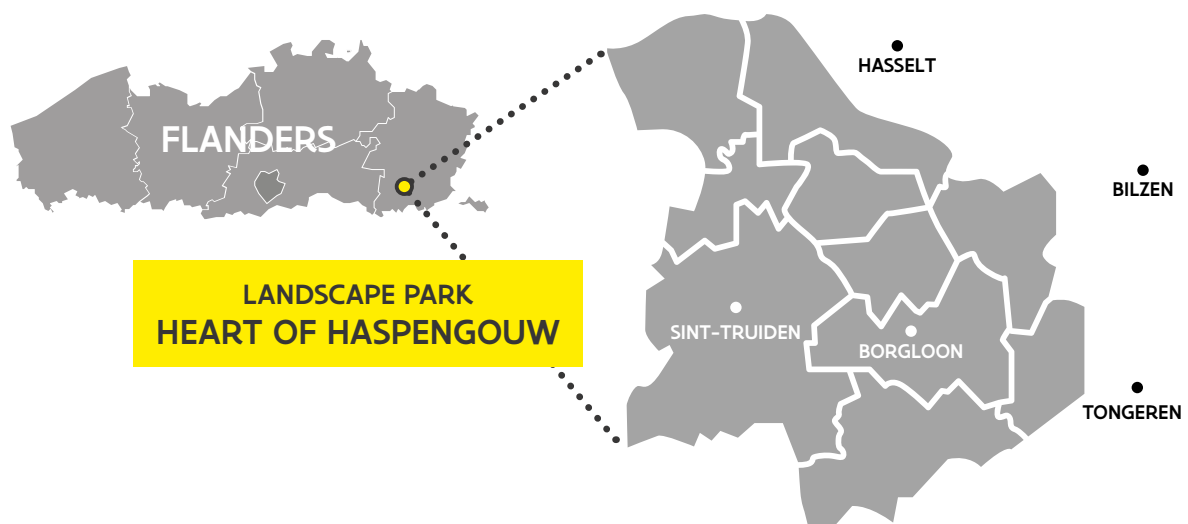 FLANDERS
LANDSCAPE PARK
HEART OF HASPENGOUW
HASSELT
BILZEN
SINT-TRUIDEN
BORGLOON
TONGEREN